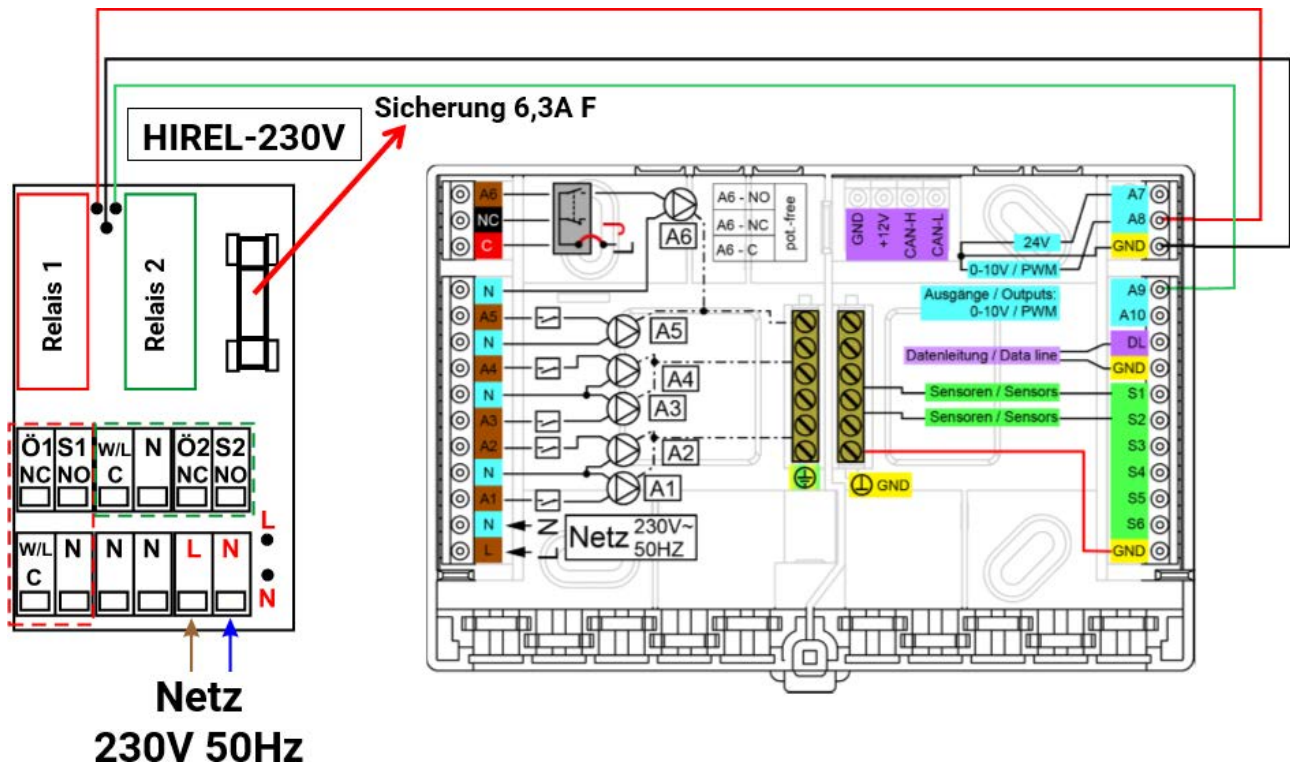 Sicherung 6,3A F
HIREL-230V
Relais 1
Relais 2
Ö1 S1 W/L N Ö2 S2
NC NO C NC NO
L
W/L N N N L N
C
N
Netz
230V 50Hz
A6
NC
C
N
A5
N
A4
N
A3
A2
N
A1
N
L
A6
A5
A4
A3
A2
A1
N
L
Netz 230V~
50HZ
A6 - NO
A6 - NC
A6 - C
pot.-free
GND
+12V
CAN-H
CAN-L
24V
0-10V / PWM
Ausgänge / Outputs:
0-10V / PWM
Datenleitung / Data line
Sensoren / Sensors
Sensoren / Sensors
GND
A7
A8
GND
A9
A10
DL
GND
S1
S2
S3
S4
S5
S6
GND